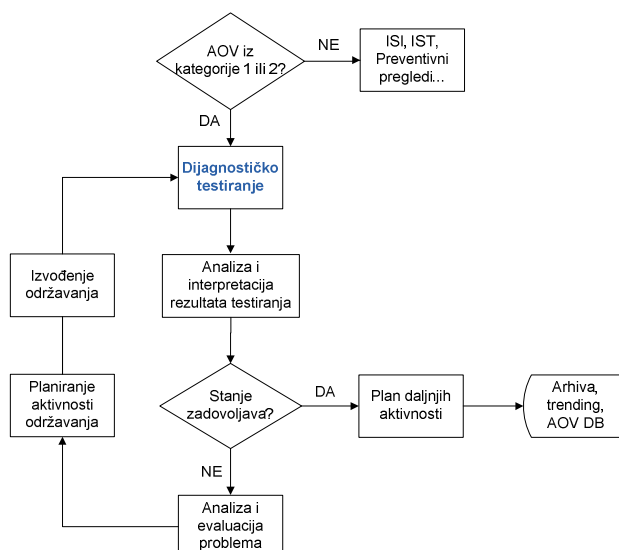 AOV iz
kategorije 1 ili 2?
NE
ISI, IST,
Preventivni
pregledi...
DA
Dijagnostičko
testiranje
Izvođenje
održavanja
Analiza i
interpretacija
rezultata testiranja
Planiranje
aktivnosti
održavanja
Stanje
zadovoljava?
DA
Plan daljnjih
aktivnosti
Arhiva,
trending,
AOV DB
NE
Analiza i
evaluacija
problema